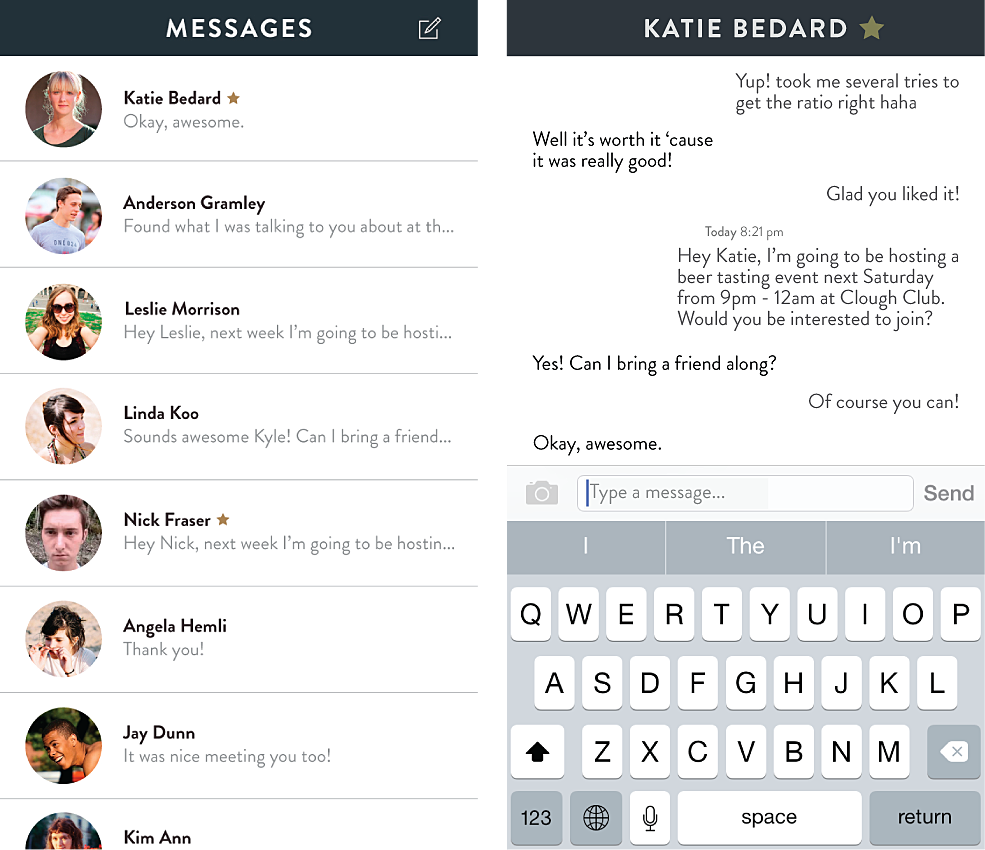 MESSAGES
Katie Bedard
Okay, awesome.
Anderson Gramley
Found what I was talking to you about at th...
Leslie Morrison
Hey Leslie, next week I'm going to be hosti...
Linda Koo
Sounds awesome Kyle! Can I bring a friend...
Nick Fraser
Hey Nick, next week I'm going to be hostin...
Angela Hemli
Thank you!
Jay Dunn
It was nice meeting you too!
Kim Ann
KATIE BEDARD
Yup! took me several tries to
get the ratio right haha
Well it's worth it ‘cause
it was really good!
Glad you liked it!
Today 8:21 pm
Hey Katie, I'm going to be hosting a
beer tasting event next Saturday
from 9pm - 12am at Clough Club.
Would you be interested to join?
Yes! Can I bring a friend along?
Of course you can!
Okay, awesome.
Type a message... Send
I The I'm
Q W E R T Y U I O P
A S D F G H J K L
Z X C V B N M
123 space return